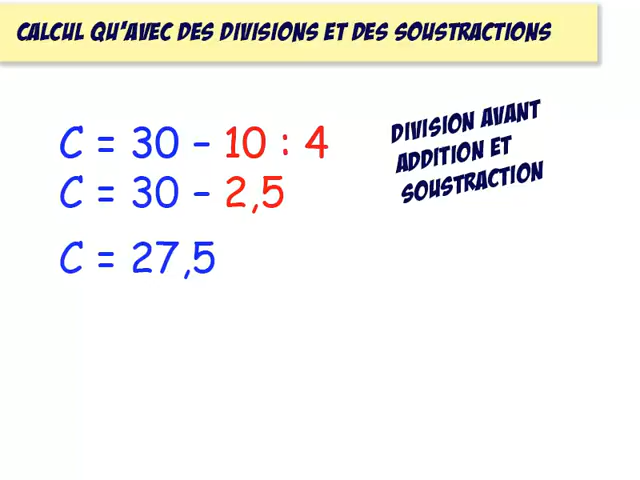 CALCUL QU'AVEC DES DIVISIONS ET DES SOUSTRACTIONS
C = 30 - 10 : 4
C = 30 - 2,5
C = 27,5
DIVISION AVANT
ADDITION ET
SOUSTRACTION